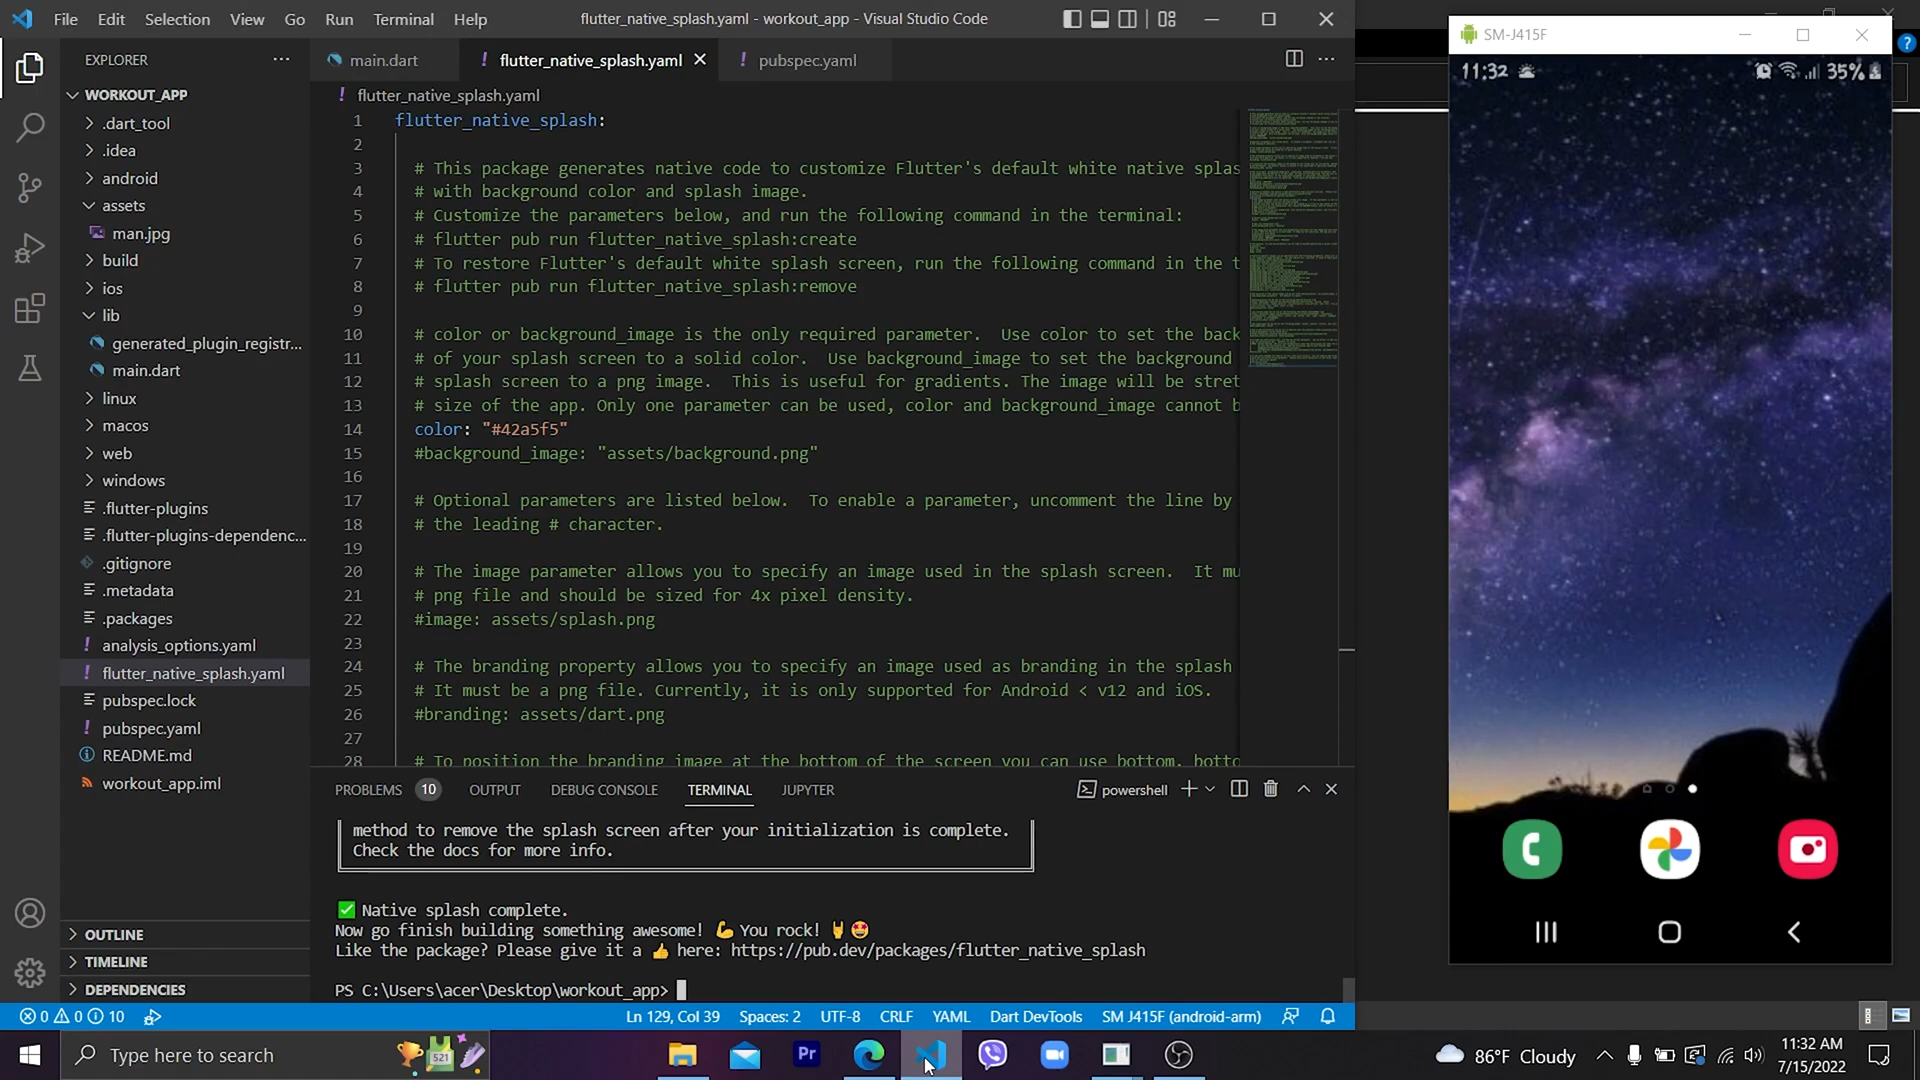 File Edit Selection View Go Run Terminal Help
flutter_native_splash.yaml - workout_app - Visual Studio Code
EXPLORER
WORKOUT_APP
.dart_tool
.idea
android
assets
man.jpg
build
ios
lib
generated_plugin_registr...
main.dart
linux
macos
web
windows
.flutter-plugins
.flutter-plugins-dependenc...
.gitignore
.metadata
.packages
analysis_options.yaml
flutter_native_splash.yaml
pubspec.lock
pubspec.yaml
README.md
workout_app.iml
OUTLINE
TIMELINE
DEPENDENCIES
main.dart
flutter_native_splash.yaml
pubspec.yaml
flutter_native_splash.yaml
1 flutter_native_splash:
2
3 # This package generates native code to customize Flutter's default white native splas
4 # with background color and splash image.
5 # Customize the parameters below, and run the following command in the terminal:
6 # flutter pub run flutter_native_splash:create
7 # To restore Flutter's default white splash screen, run the following command in the t
8 # flutter pub run flutter_native_splash:remove
9
10 # color or background_image is the only required parameter.  Use color to set the back
11 # of your splash screen to a solid color.  Use background_image to set the background
12 # splash screen to a png image.  This is useful for gradients. The image will be stret
13 # size of the app. Only one parameter can be used, color and background_image cannot b
14 color: "#42a5f5"
15 #background_image: "assets/background.png"
16
17 # Optional parameters are listed below.  To enable a parameter, uncomment the line by
18 # the leading # character.
19
20 # The image parameter allows you to specify an image used in the splash screen.  It mu
21 # png file and should be sized for 4x pixel density.
22 #image: assets/splash.png
23
24 # The branding property allows you to specify an image used as branding in the splash
25 # It must be a png file. Currently, it is only supported for Android < v12 and iOS.
26 #branding: assets/dart.png
27
28 # To position the branding image at the bottom of the screen you can use bottom, botto
PROBLEMS 10 OUTPUT DEBUG CONSOLE TERMINAL JUPYTER
powershell
method to remove the splash screen after your initialization is complete.
Check the docs for more info.
✅ Native splash complete.
Now go finish building something awesome! 💪 You rock! 🤘🤩
Like the package? Please give it a 👍 here: https://pub.dev/packages/flutter_native_splash
PS C:\Users\acer\Desktop\workout_app>
0 0 10
Ln 129, Col 39 Spaces: 2 UTF-8 CRLF YAML Dart DevTools SM J415F (android-arm)
SM-J415F
11:32
35%
Type here to search
521
Pr
86°F Cloudy
11:32 AM
7/15/2022